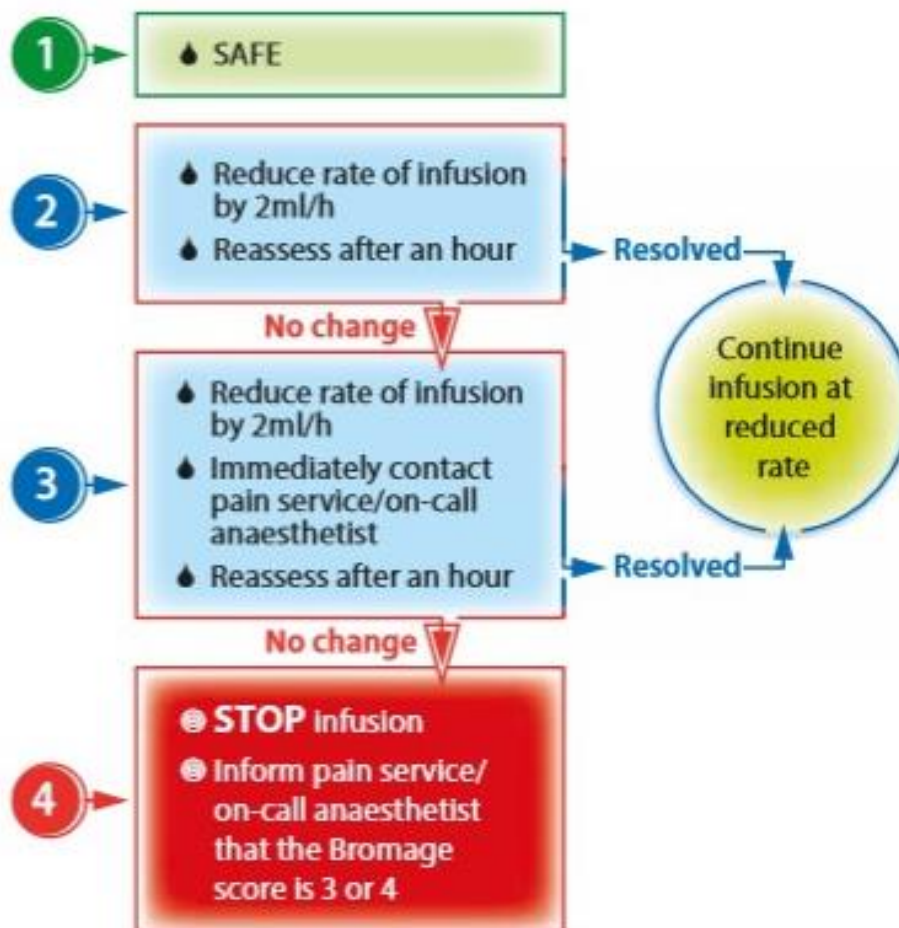 1
SAFE
2
Reduce rate of infusion
by 2ml/h
Reassess after an hour
Resolved
No change
Continue
infusion at
reduced
rate
3
Reduce rate of infusion
by 2ml/h
Immediately contact
pain service/on-call
anaesthetist
Reassess after an hour
Resolved
No change
4
STOP infusion
Inform pain service/
on-call anaesthetist
that the Bromage
score is 3 or 4